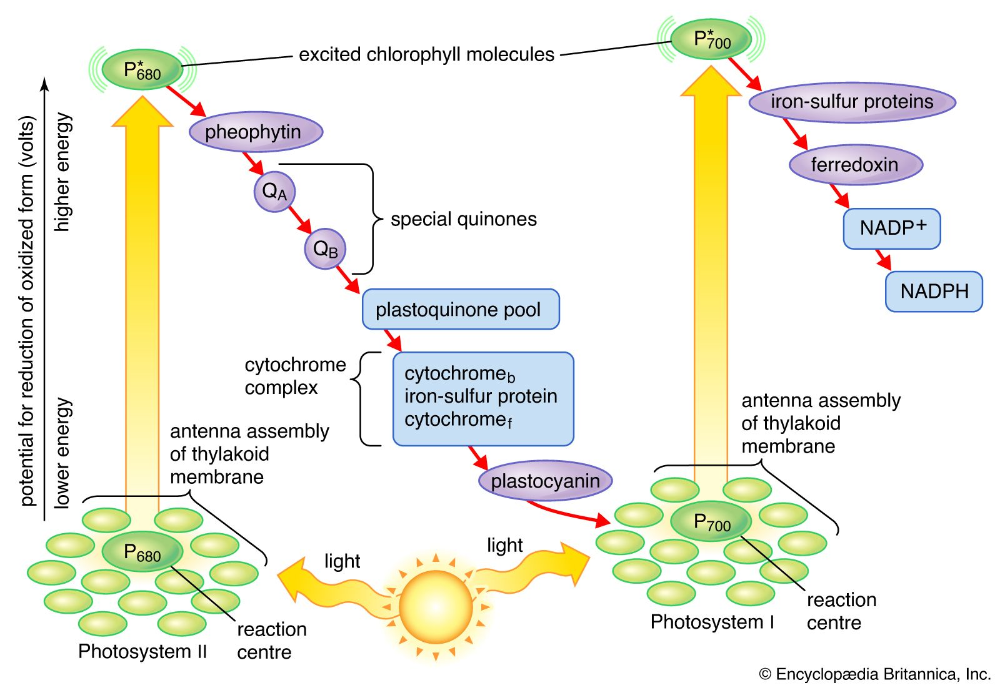 potential for reduction of oxidized form (volts)
higher energy
lower energy
P*680
excited chlorophyll molecules
P*700
pheophytin
QA
QB
special quinones
plastoquinone pool
cytochrome
complex
cytochromeb
iron-sulfur protein
cytochromef
plastocyanin
iron-sulfur proteins
ferredoxin
NADP+
NADPH
antenna assembly
of thylakoid
membrane
P680
reaction
centre
Photosystem II
light
light
antenna assembly
of thylakoid
membrane
P700
reaction
centre
Photosystem I
© Encyclopædia Britannica, Inc.